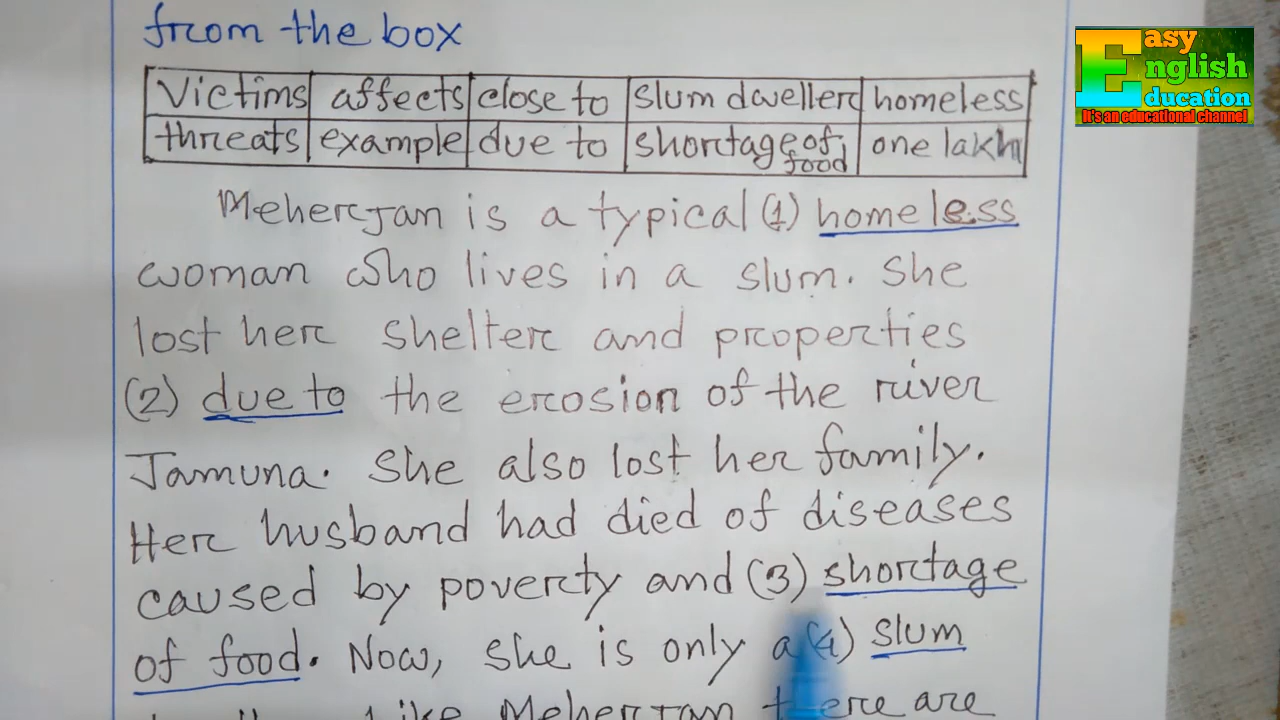 from the box
Victims affects close to slum dweller homeless
threats example due to shortage of food one lakh
Meherjan is a typical (1) homeless
woman who lives in a slum. She
lost her shelter and properties
(2) due to the erosion of the river
Jamuna. She also lost her family.
Her husband had died of diseases
caused by poverty and (3) shortage
of food. Now, she is only a (4) slum
Like Meherjan there are
Easy
English
Education
It's an educational channel